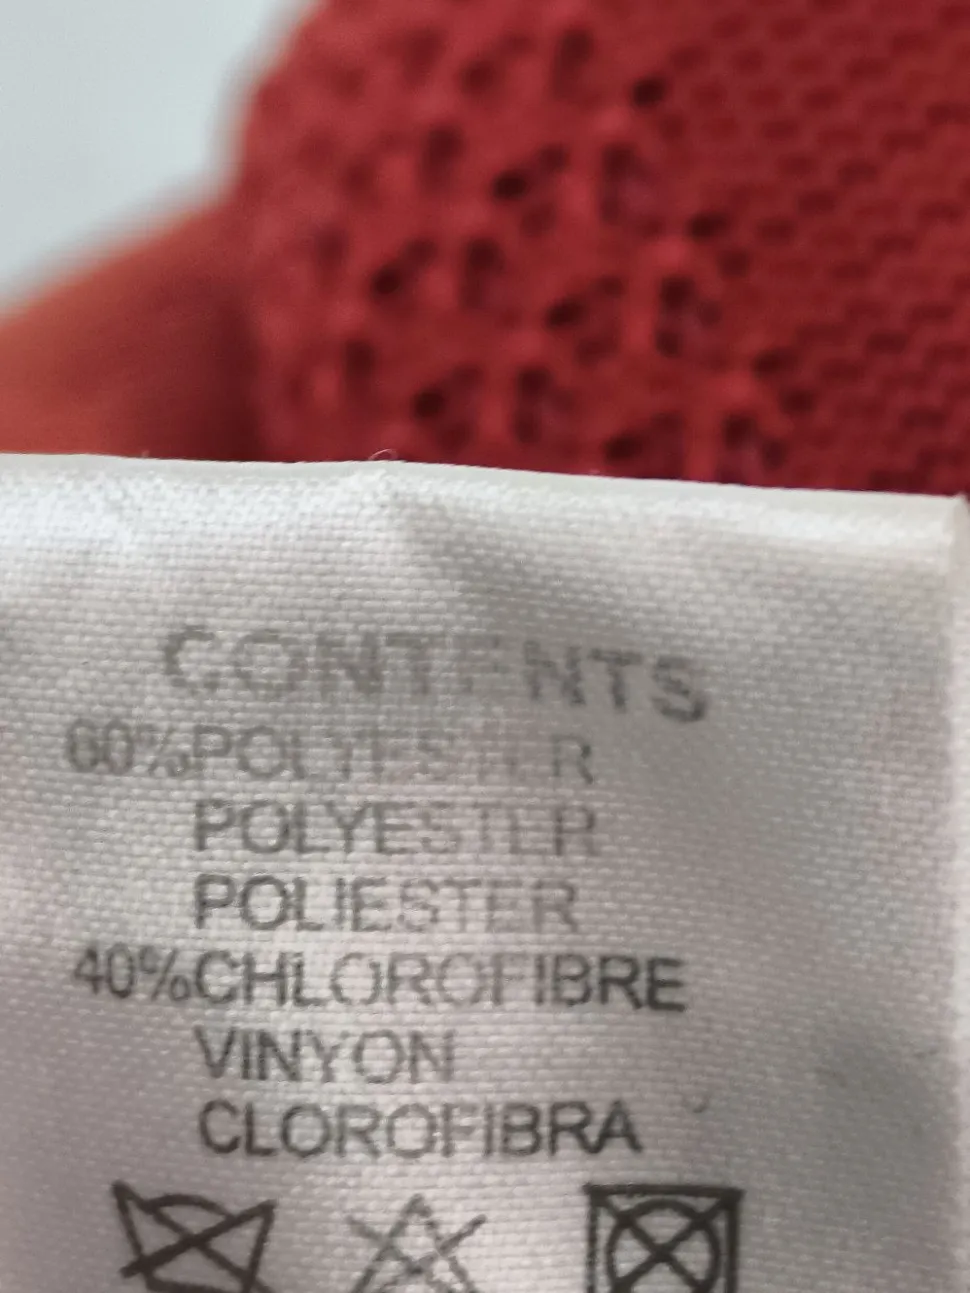 CONTENTS
60%POLYESTER
POLYESTER
POLIESTER
40%CHLOROFIBRE
VINYON
CLOROFIBRA